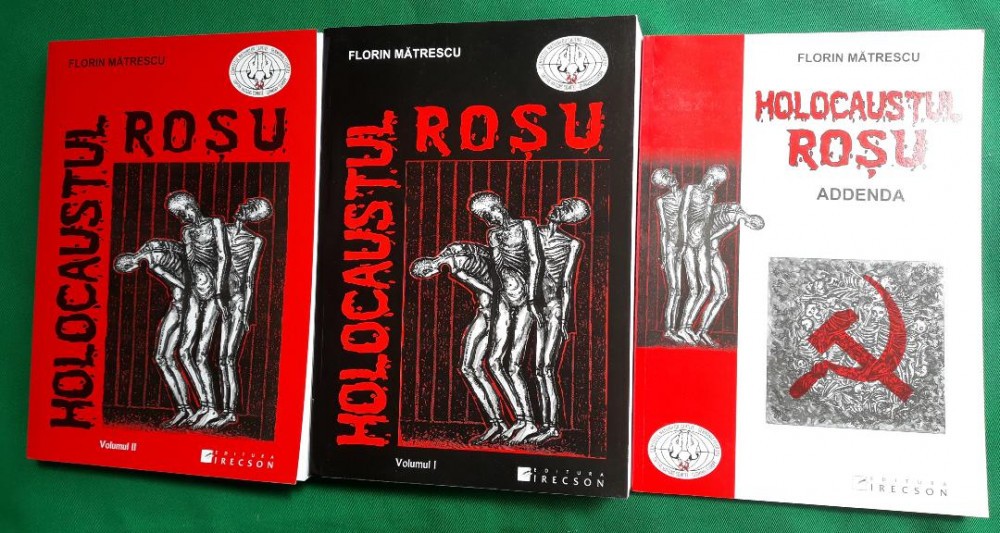 FLORIN MĂTRESCU
HOLOCAUSTUL
ROȘU
Volumul II
EDITURA
IRECSON
FLORIN MĂTRESCU
HOLOCAUSTUL
ROȘU
Volumul I
EDITURA
IRECSON
FLORIN MĂTRESCU
HOLOCAUSTUL
ROȘU
ADDENDA
EDITURA
IRECSON